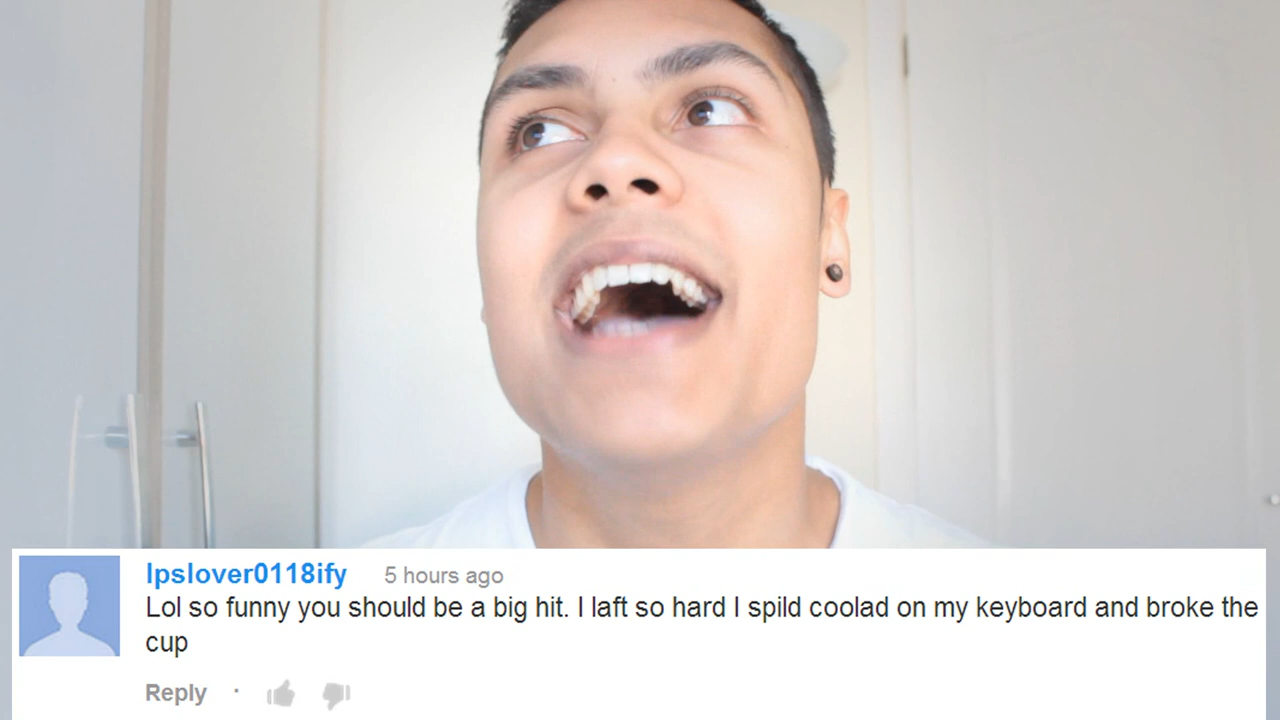 lpslover0118ify 5 hours ago
Lol so funny you should be a big hit. I laft so hard I spild coolad on my keyboard and broke the
cup
Reply ·